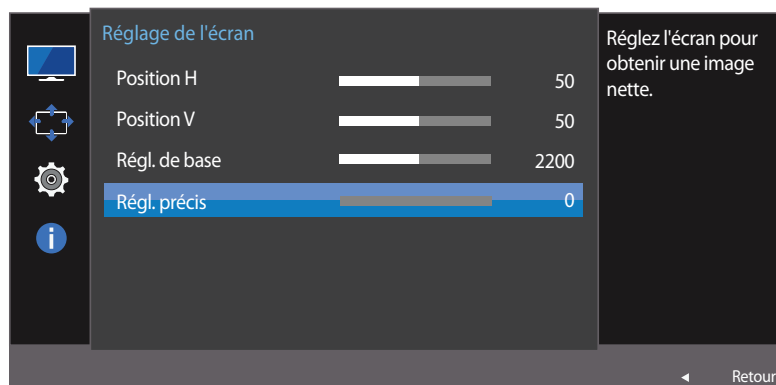 Réglage de l'écran
Position H 50
Position V 50
Régl. de base 2200
Régl. précis 0
Réglez l'écran pour
obtenir une image
nette.
Retour